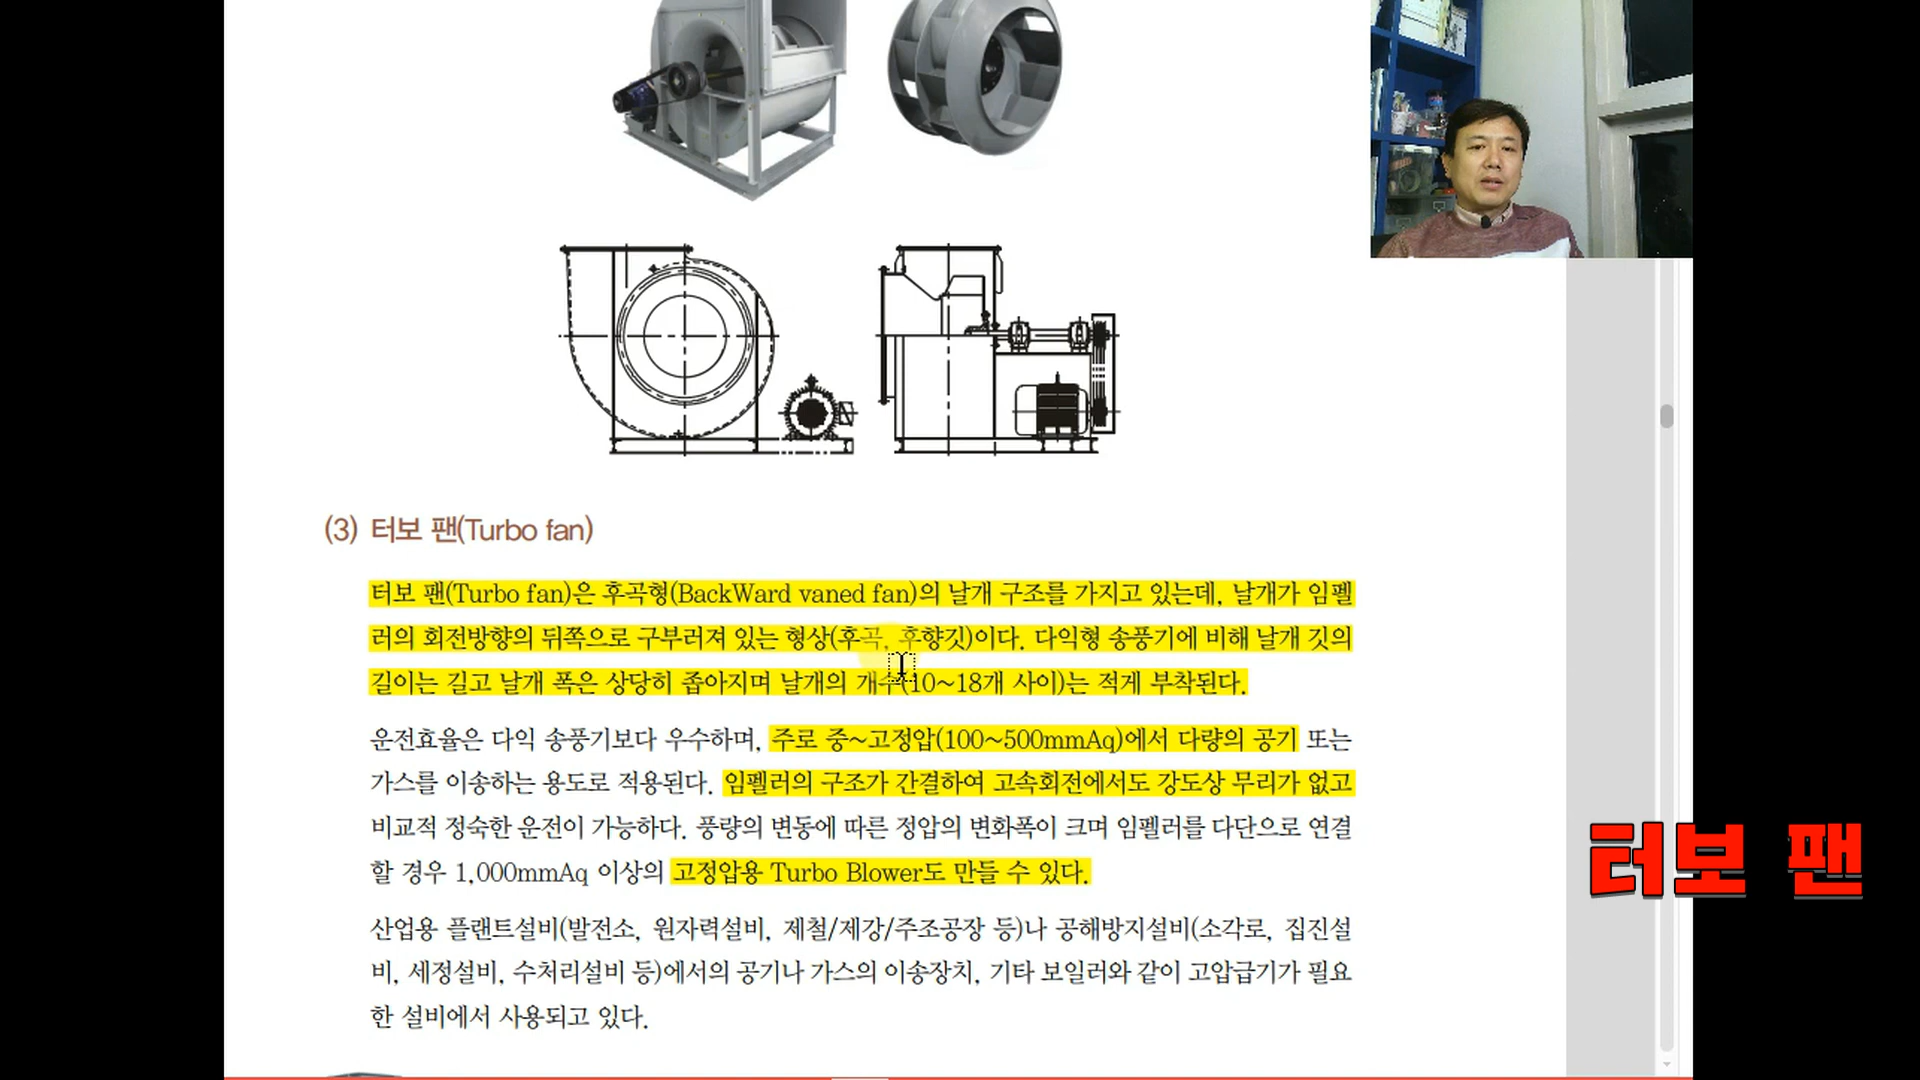 (3) 터보 팬(Turbo fan)
터보 팬(Turbo fan)은 후곡형(BackWard vaned fan)의 날개 구조를 가지고 있는데, 날개가 임펠
러의 회전방향의 뒤쪽으로 구부러져 있는 형상(후곡, 후향깃)이다. 다익형 송풍기에 비해 날개 깃의
길이는 길고 날개 폭은 상당히 좁아지며 날개의 개수(10~18개 사이)는 적게 부착된다.
운전효율은 다익 송풍기보다 우수하며, 주로 중~고정압(100~500mmAq)에서 다량의 공기 또는
가스를 이송하는 용도로 적용된다. 임펠러의 구조가 간결하여 고속회전에서도 강도상 무리가 없고
비교적 정숙한 운전이 가능하다. 풍량의 변동에 따른 정압의 변화폭이 크며 임펠러를 다단으로 연결
할 경우 1,000mmAq 이상의 고정압용 Turbo Blower도 만들 수 있다.
산업용 플랜트설비(발전소, 원자력설비, 제철/제강/주조공장 등)나 공해방지설비(소각로, 집진설
비, 세정설비, 수처리설비 등)에서의 공기나 가스의 이송장치, 기타 보일러와 같이 고압급기가 필요
한 설비에서 사용되고 있다.
터보 팬